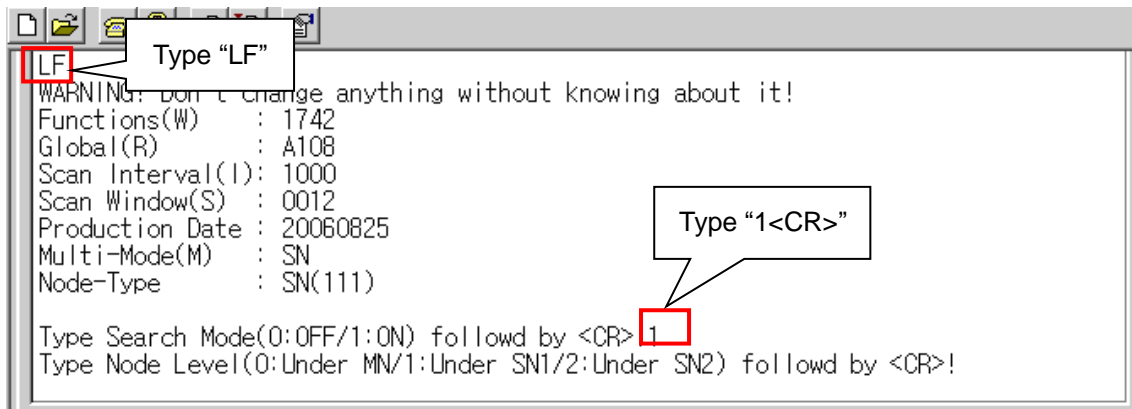 LF
Type “LF”
WARNING! Don't change anything without knowing about it!
Functions(W) : 1742
Global(R) : A108
Scan Interval(I): 1000
Scan Window(S) : 0012
Production Date : 20060825
Multi-Mode(M) : SN
Node-Type : SN(111)
Type “1<CR>”
Type Search Mode(0:OFF/1:ON) followd by <CR> 1
Type Node Level(0:Under MN/1:Under SN1/2:Under SN2) followd by <CR>!